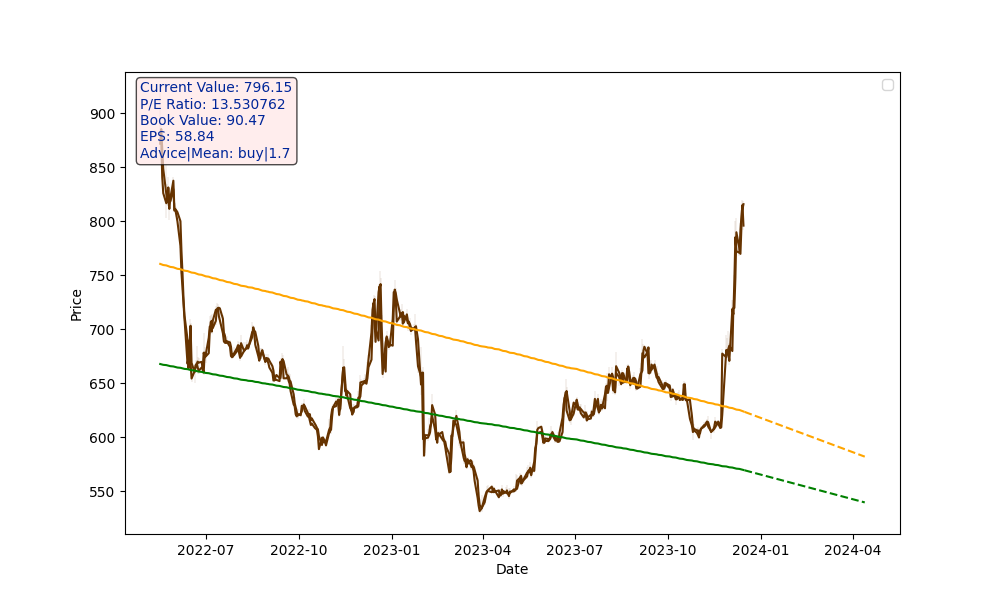 Current Value: 796.15
P/E Ratio: 13.530762
Book Value: 90.47
EPS: 58.84
Advice|Mean: buy|1.7
900
850
800
750
700
650
600
550
Price
2022-07 2022-10 2023-01 2023-04 2023-07 2023-10 2024-01 2024-04
Date